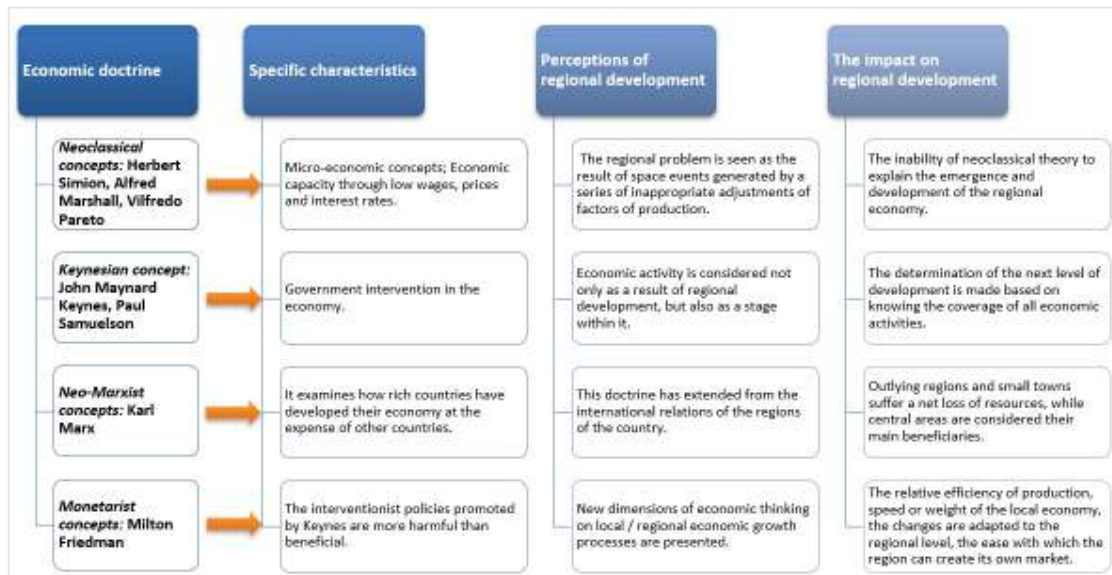 Economic doctrine
Specific characteristics
Perceptions of
regional development
The impact on
regional development
Neoclassical
concepts: Herbert
Simion, Alfred
Marshall, Vilfredo
Pareto
Micro-economic concepts; Economic
capacity through low wages, prices
and interest rates.
The regional problem is seen as the
result of space events generated by a
series of inappropriate adjustments of
factors of production.
The inability of neoclassical theory to
explain the emergence and
development of the regional
economy.
Keynesian concept:
John Maynard
Keynes, Paul
Samuelson
Government intervention in the
economy.
Economic activity is considered not
only as a result of regional
development, but also as a stage
within it.
The determination of the next level of
development is made based on
knowing the coverage of all economic
activities.
Neo-Marxist
concepts: Karl
Marx
It examines how rich countries have
developed their economy at the
expense of other countries.
This doctrine has extended from the
international relations of the regions
of the country.
Outlying regions and small towns
suffer a net loss of resources, while
central areas are considered their
main beneficiaries.
Monetarist
concepts: Milton
Friedman
The interventionist policies promoted
by Keynes are more harmful than
beneficial.
New dimensions of economic thinking
on local / regional economic growth
processes are presented.
The relative efficiency of production,
speed or weight of the local economy,
the changes are adapted to the
regional level, the ease with which the
region can create its own market.